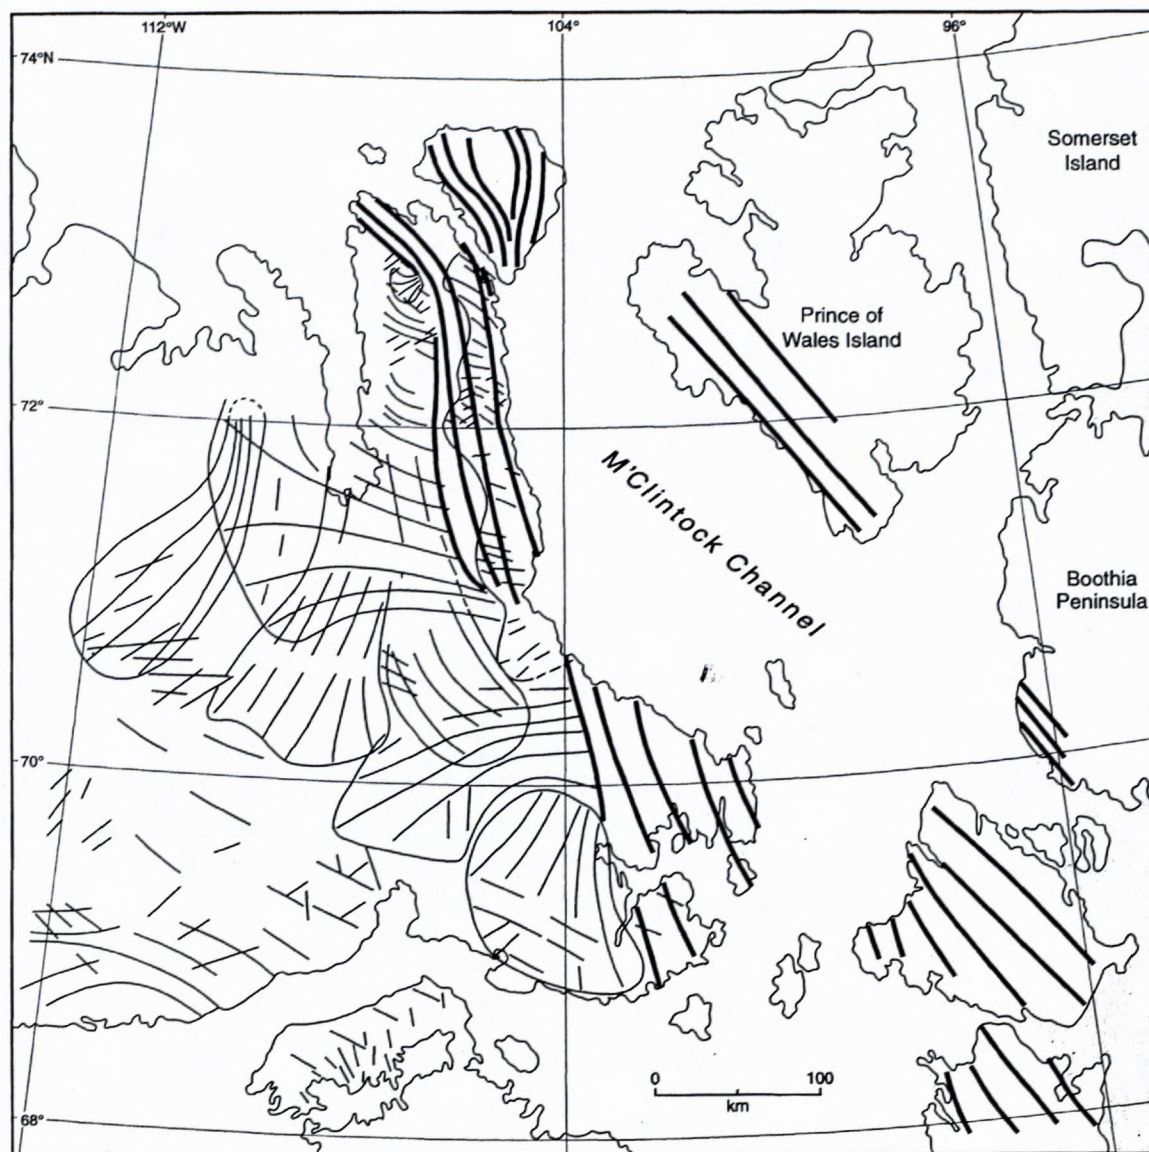 112°W
104°
96°
74°N
Somerset
Island
Prince of
Wales Island
72°
M'Clintock Channel
Boothia
Peninsula
70°
0
100
km
68°